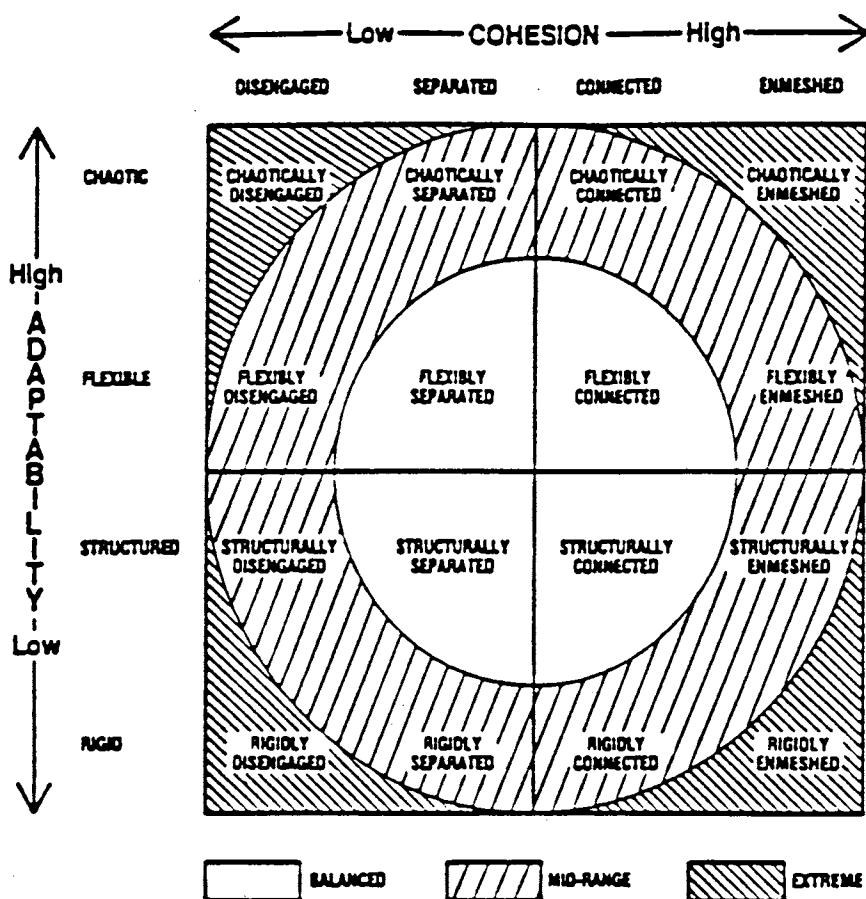 Low COHESION High
DISENGAGED SEPARATED CONNECTED ENMESHED
CHAOTIC
CHAOTICALLY DISENGAGED
CHAOTICALLY SEPARATED
CHAOTICALLY CONNECTED
CHAOTICALLY ENMESHED
High
ADAPTABILITY
Low
FLEXIBLE
FLEXIBLY DISENGAGED
FLEXIBLY SEPARATED
FLEXIBLY CONNECTED
FLEXIBLY ENMESHED
STRUCTURED
STRUCTURALLY DISENGAGED
STRUCTURALLY SEPARATED
STRUCTURALLY CONNECTED
STRUCTURALLY ENMESHED
RIGID
RIGIDLY DISENGAGED
RIGIDLY SEPARATED
RIGIDLY CONNECTED
RIGIDLY ENMESHED
BALANCED MID-RANGE EXTREME